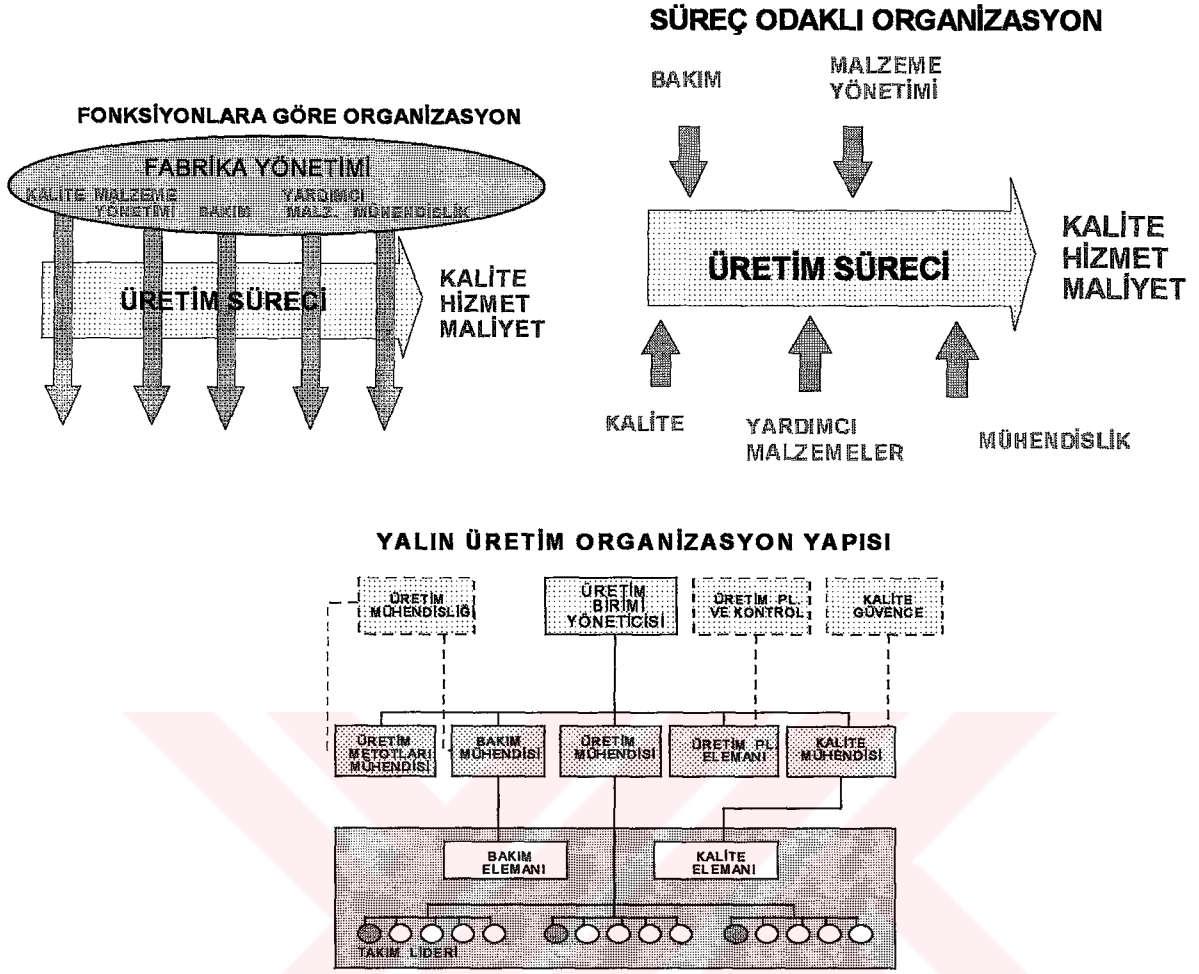 FONKSİYONLARA GÖRE ORGANİZASYON
FABRİKA YÖNETİMİ
KALİTE
MALZEME
YÖNETİMİ
BAKIM
YARDIMCI
MALZ.
MÜHENDİSLİK
ÜRETİM SÜRECİ
KALİTE
HİZMET
MALİYET
SÜREÇ ODAKLI ORGANİZASYON
BAKIM
MALZEME
YÖNETİMİ
ÜRETİM SÜRECİ
KALİTE
HİZMET
MALİYET
KALİTE
YARDIMCI
MALZEMELER
MÜHENDİSLİK
YALIN ÜRETİM ORGANİZASYON YAPISI
ÜRETİM
MÜHENDİSLİĞİ
ÜRETİM
BİRİMİ
YÖNETİCİSİ
ÜRETİM PL.
VE KONTROL
KALİTE
GÜVENCE
ÜRETİM
METOTLARI
MÜHENDİSİ
BAKIM
MÜHENDİSİ
ÜRETİM
MÜHENDİSİ
ÜRETİM PL.
ELEMANI
KALİTE
MÜHENDİSİ
BAKIM
ELEMANI
KALİTE
ELEMANI
TAKIM LİDERİ